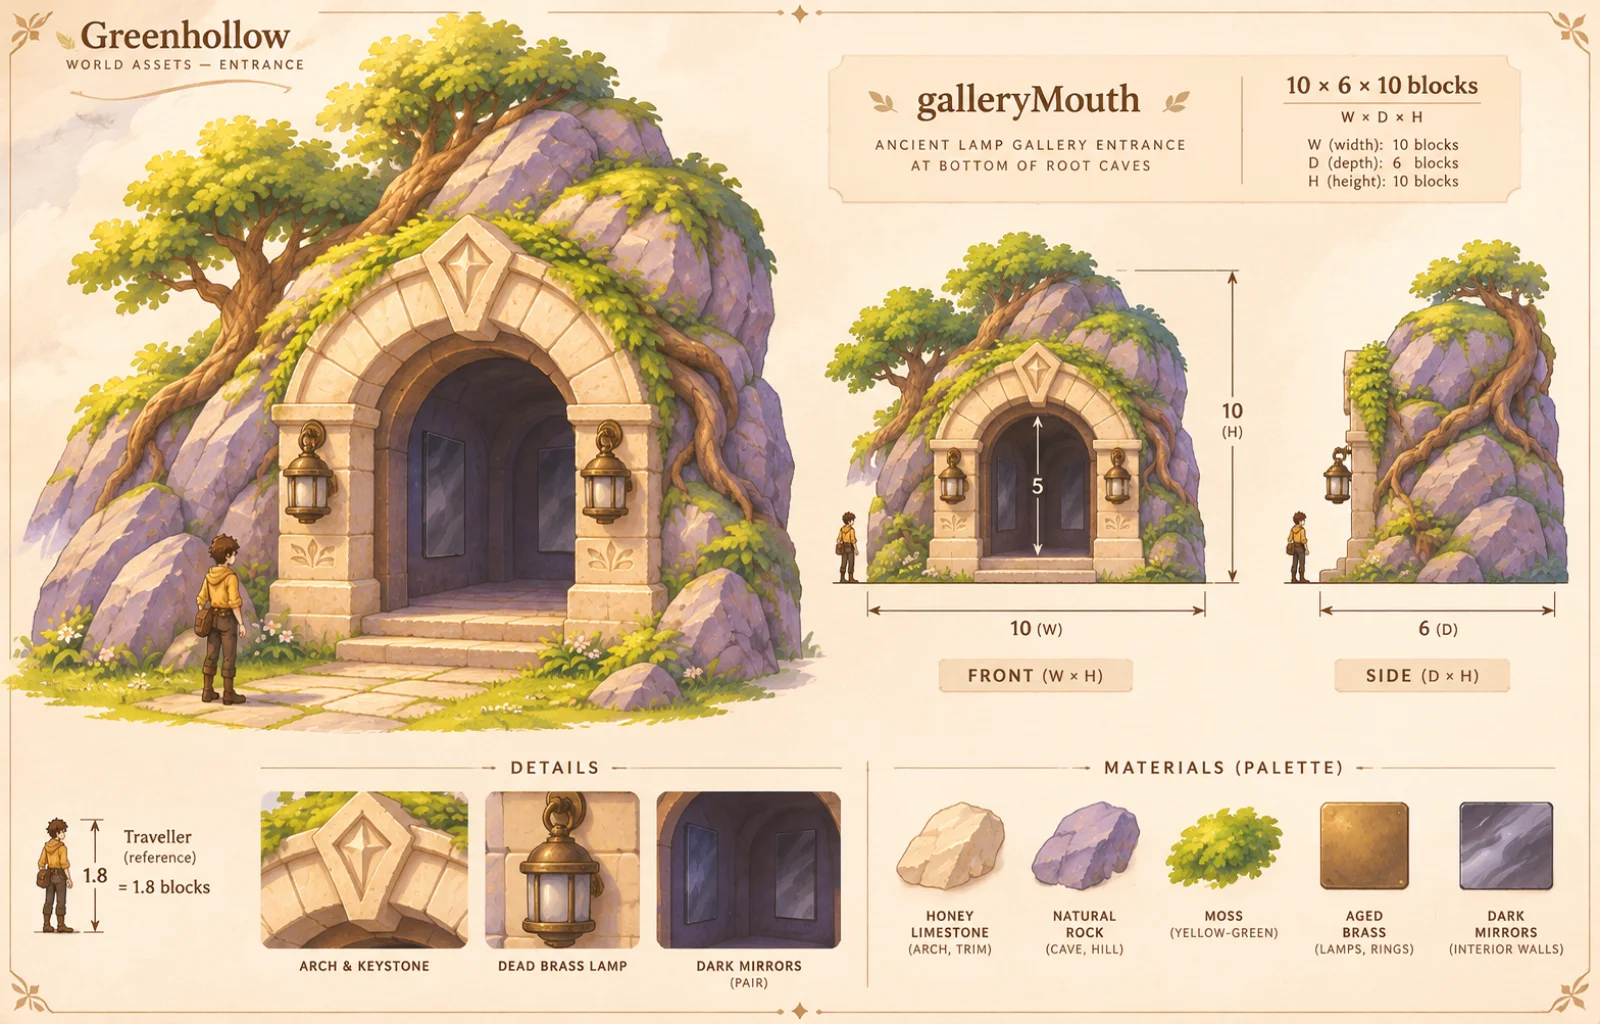 Greenhollow
WORLD ASSETS — ENTRANCE
galleryMouth
ANCIENT LAMP GALLERY ENTRANCE
AT BOTTOM OF ROOT CAVES
10 × 6 × 10 blocks
W × D × H
W (width): 10 blocks
D (depth): 6 blocks
H (height): 10 blocks
10
(H)
5
10 (W)
6 (D)
FRONT (W × H)
SIDE (D × H)
DETAILS
MATERIALS (PALETTE)
Traveller
(reference)
1.8
= 1.8 blocks
ARCH & KEYSTONE
DEAD BRASS LAMP
DARK MIRRORS
(PAIR)
HONEY
LIMESTONE
(ARCH, TRIM)
NATURAL
ROCK
(CAVE, HILL)
MOSS
(YELLOW-GREEN)
AGED
BRASS
(LAMPS, RINGS)
DARK
MIRRORS
(INTERIOR WALLS)